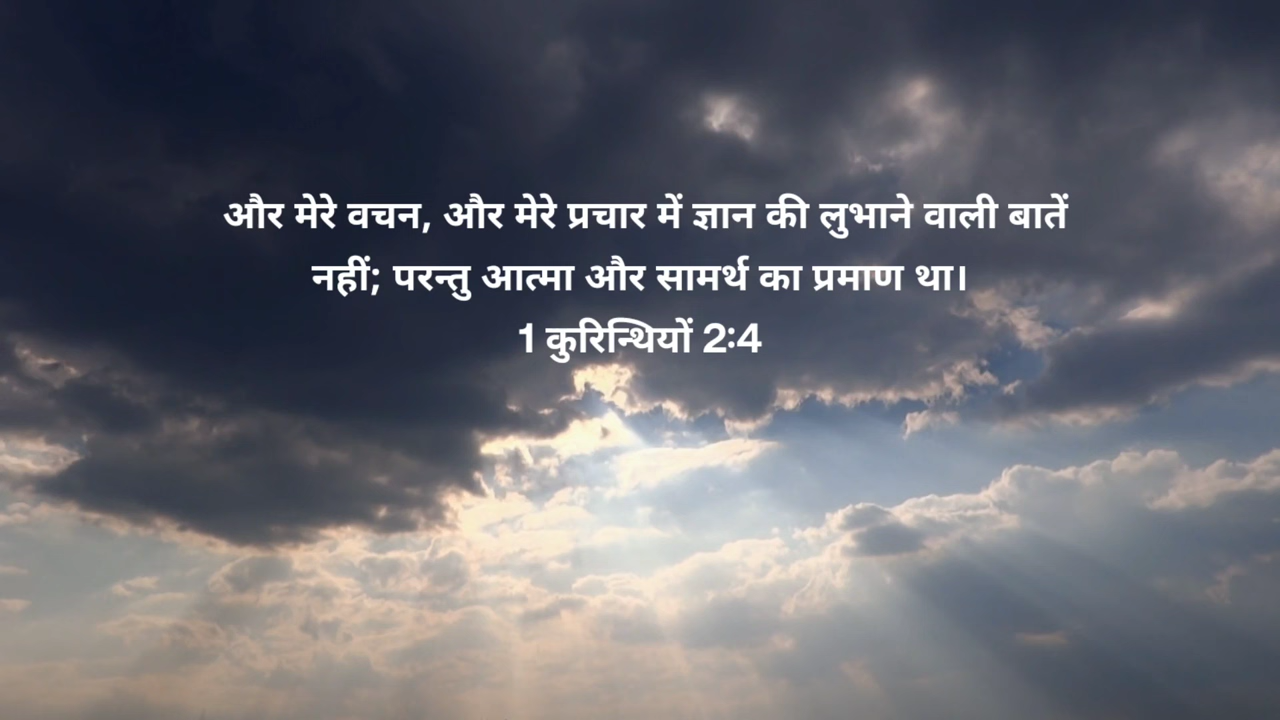 और मेरे वचन, और मेरे प्रचार में ज्ञान की लुभाने वाली बातें
नहीं; परन्तु आत्मा और सामर्थ का प्रमाण था।
1 कुरिन्थियों 2:4